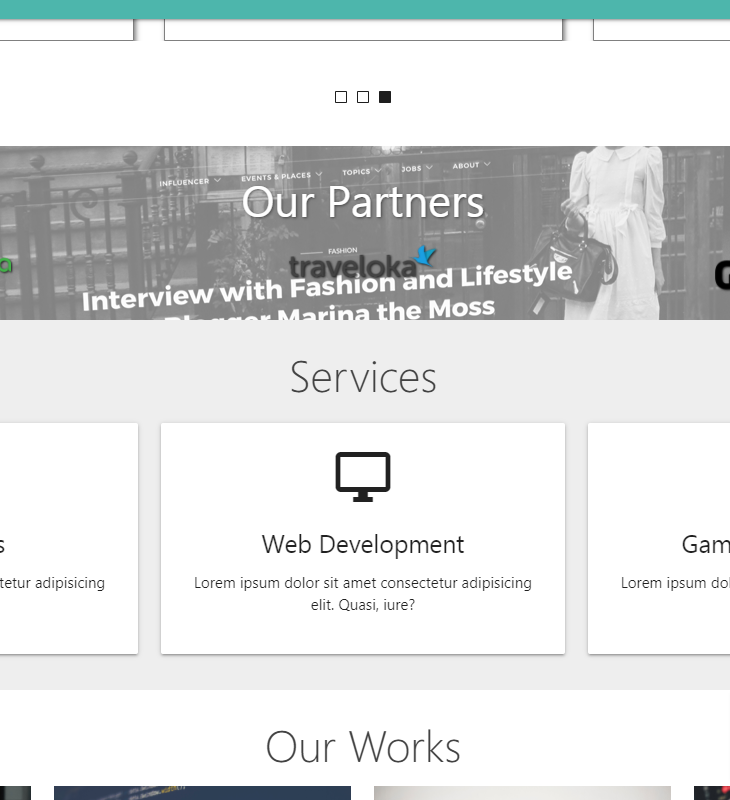 INFLUENCER EVENTS & PLACES TOPICS JOBS ABOUT
Our Partners
FASHION
a traveloka G
Interview with Fashion and Lifestyle
Blogger Marina the Moss
Services
s Web Development Gam
tetur adipisicing Lorem ipsum dolor sit amet consectetur adipisicing Lorem ipsum dol
elit. Quasi, iure?
Our Works